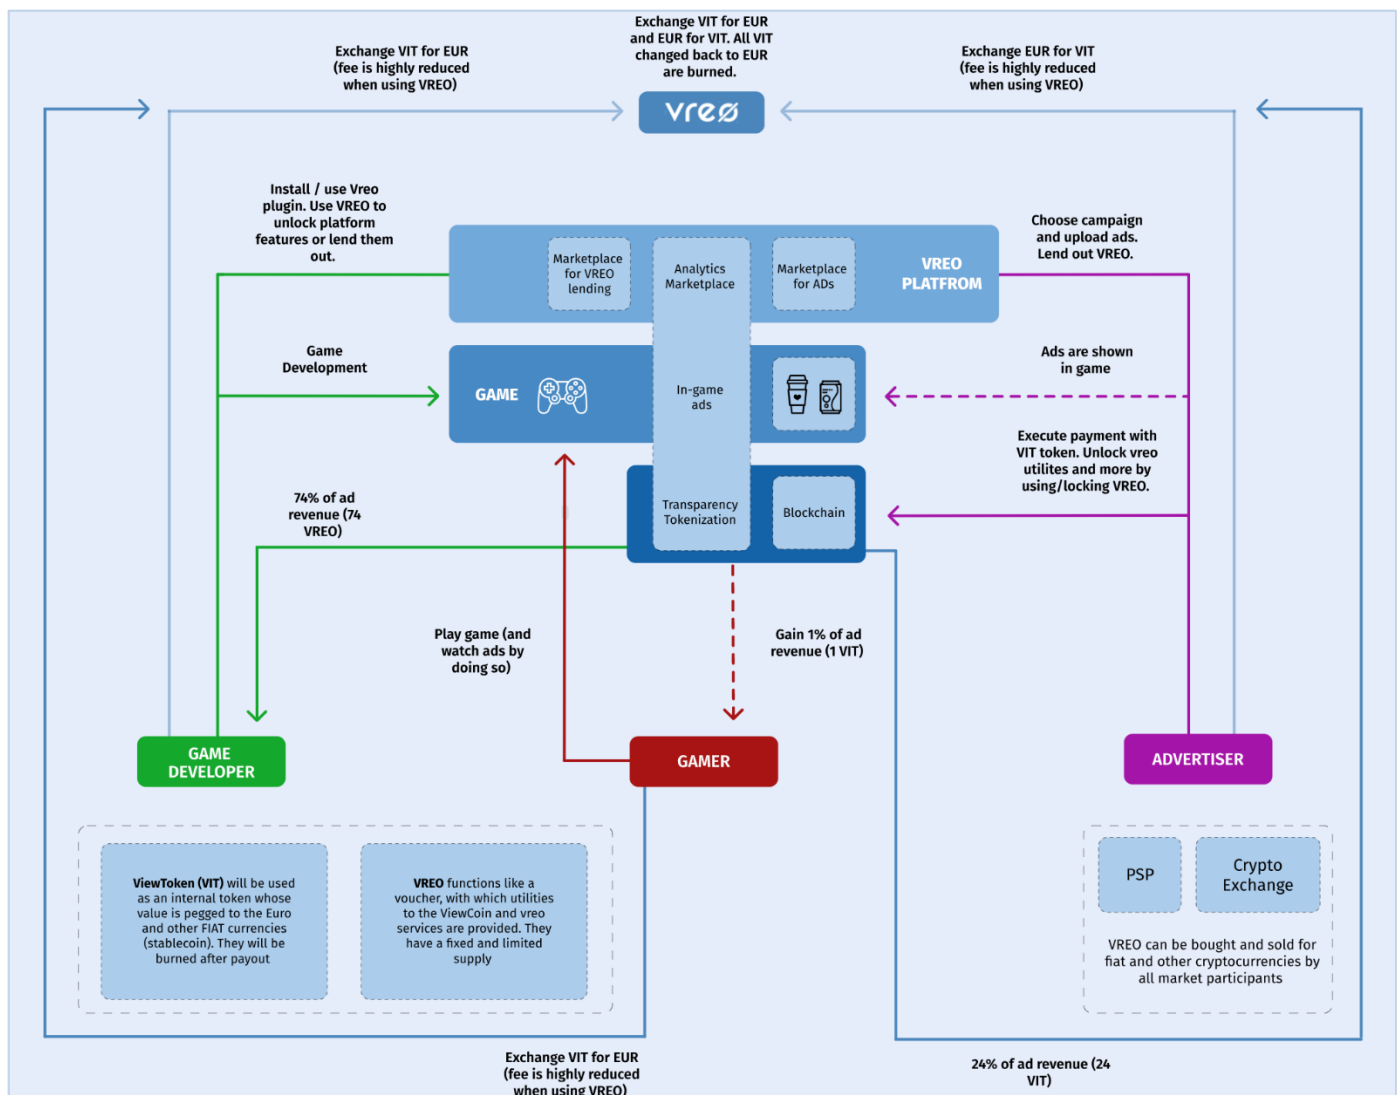 Exchange VIT for EUR
and EUR for VIT. All VIT
changed back to EUR
are burned.
Exchange VIT for EUR
(fee is highly reduced
when using VREO)
Exchange EUR for VIT
(fee is highly reduced
when using VREO)
vreø
Install / use Vreo
plugin. Use VREO to
unlock platform
features or lend them
out.
Choose campaign
and upload ads.
Lend out VREO.
Marketplace
for VREO
lending
Analytics
Marketplace
Marketplace
for ADs
VREO
PLATFROM
Game
Development
Ads are shown
in game
GAME
In-game
ads
Execute payment with
VIT token. Unlock vreo
utilites and more by
using/locking VREO.
74% of ad
revenue (74
VREO)
Transparency
Tokenization
Blockchain
Play game (and
watch ads by
doing so)
Gain 1% of ad
revenue (1 VIT)
GAME
DEVELOPER
GAMER
ADVERTISER
ViewToken (VIT) will be used
as an internal token whose
value is pegged to the Euro
and other FIAT currencies
(stablecoin). They will be
burned after payout
VREO functions like a
voucher, with which utilities
to the ViewCoin and vreo
services are provided. They
have a fixed and limited
supply
PSP
Crypto
Exchange
VREO can be bought and sold for
fiat and other cryptocurrencies by
all market participants
Exchange VIT for EUR
(fee is highly reduced
when using VREO)
24% of ad revenue (24
VIT)